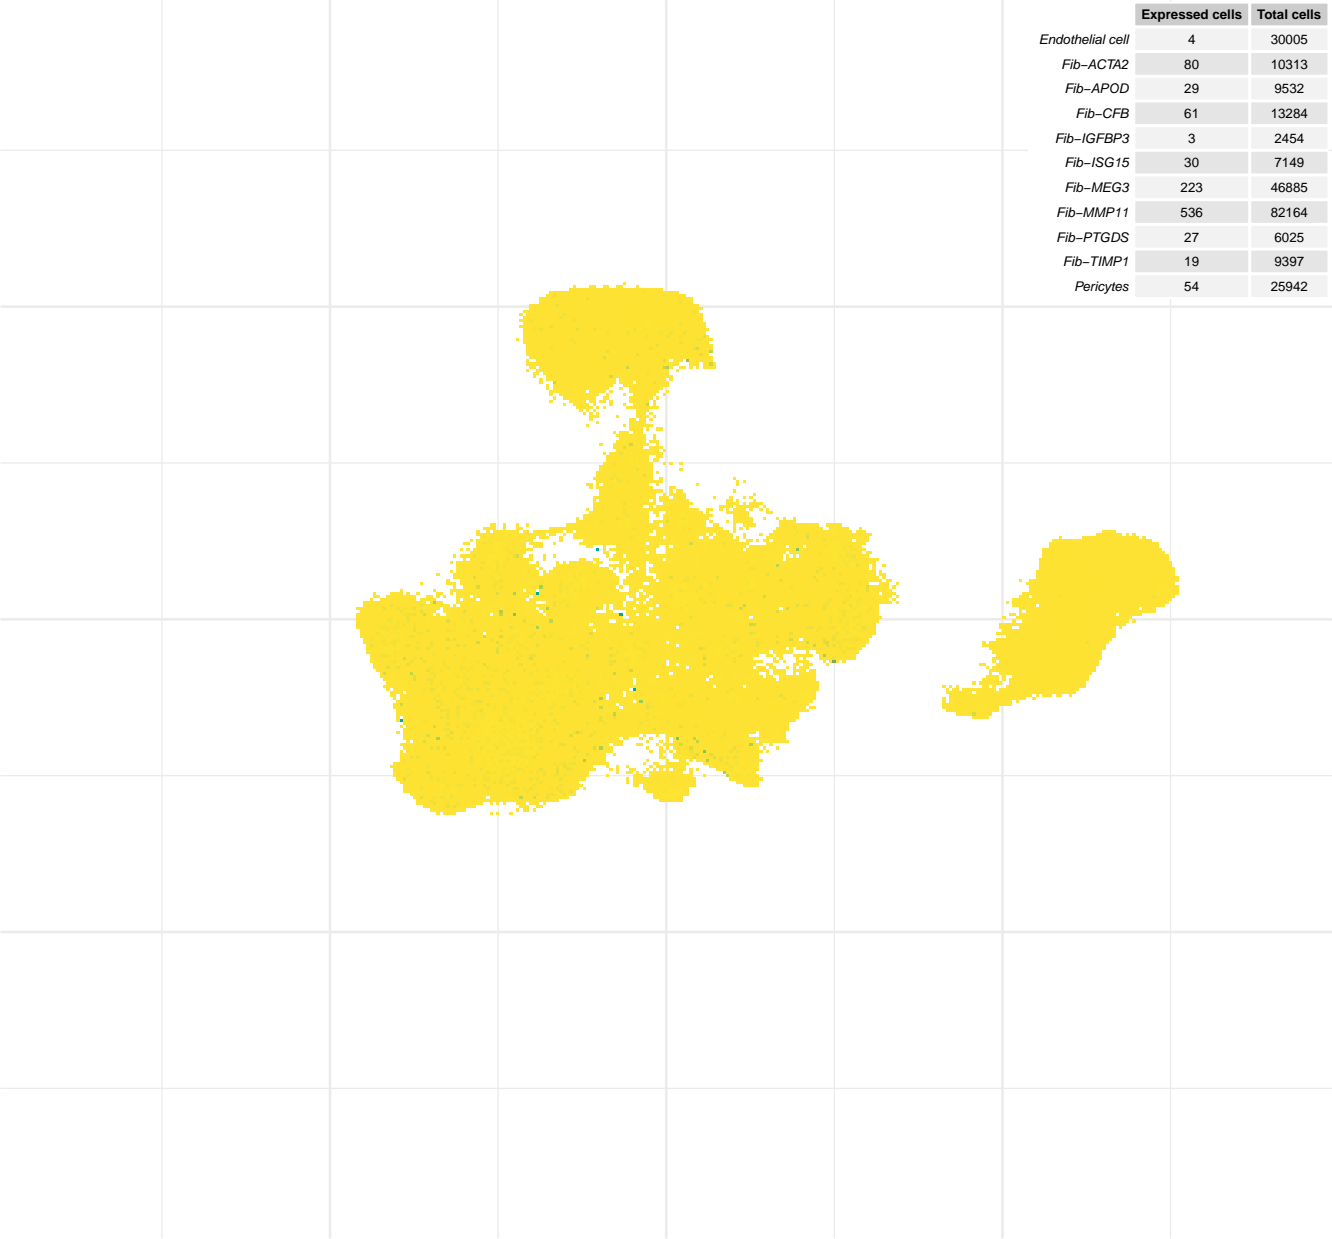 Expressed cells Total cells
Endothelial cell 4 30005
Fib−ACTA2 80 10313
Fib−APOD 29 9532
Fib−CFB 61 13284
Fib−IGFBP3 3 2454
Fib−ISG15 30 7149
Fib−MEG3 223 46885
Fib−MMP11 536 82164
Fib−PTGDS 27 6025
Fib−TIMP1 19 9397
Pericytes 54 25942